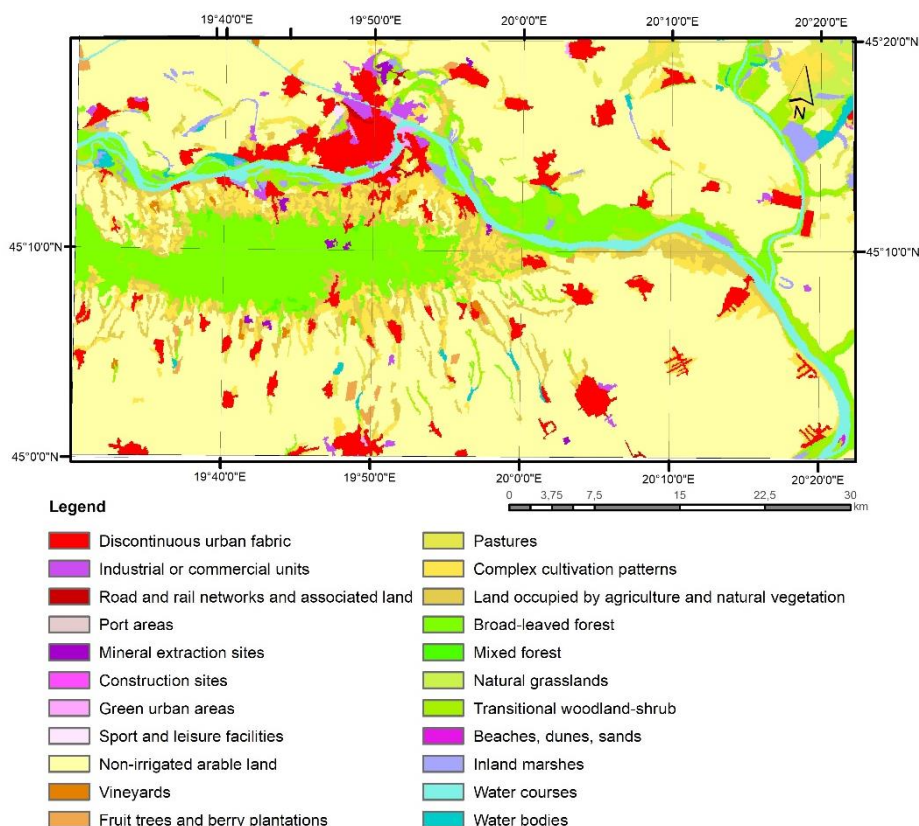 19°40'0"E 19°50'0"E 20°0'0"E 20°10'0"E 20°20'0"E
45°20'0"N
N
45°10'0"N 45°10'0"N
45°0'0"N 45°0'0"N
19°40'0"E 19°50'0"E 20°0'0"E 20°10'0"E 20°20'0"E
0 3,75 7,5 15 22,5 30
km
Legend
Discontinuous urban fabric
Industrial or commercial units
Road and rail networks and associated land
Port areas
Mineral extraction sites
Construction sites
Green urban areas
Sport and leisure facilities
Non-irrigated arable land
Vineyards
Fruit trees and berry plantations
Pastures
Complex cultivation patterns
Land occupied by agriculture and natural vegetation
Broad-leaved forest
Mixed forest
Natural grasslands
Transitional woodland-shrub
Beaches, dunes, sands
Inland marshes
Water courses
Water bodies